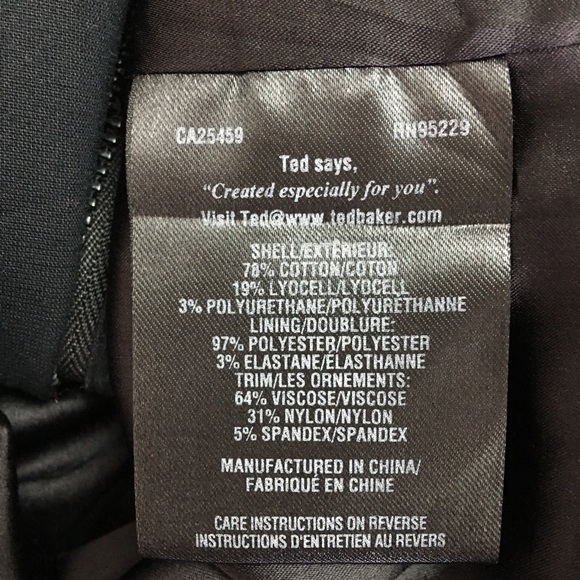 CA25459 RN95229
Ted says,
"Created especially for you".
Visit Ted@www.tedbaker.com
SHELL/EXTÉRIEUR:
78% COTTON/COTON
19% LYOCELL/LYOCELL
3% POLYURETHANE/POLYURÉTHANNE
LINING/DOUBLURE:
97% POLYESTER/POLYESTER
3% ELASTANE/ÉLASTHANNE
TRIM/LES ORNEMENTS:
64% VISCOSE/VISCOSE
31% NYLON/NYLON
5% SPANDEX/SPANDEX
MANUFACTURED IN CHINA/
FABRIQUÉ EN CHINE
CARE INSTRUCTIONS ON REVERSE
INSTRUCTIONS D'ENTRETIEN AU REVERS